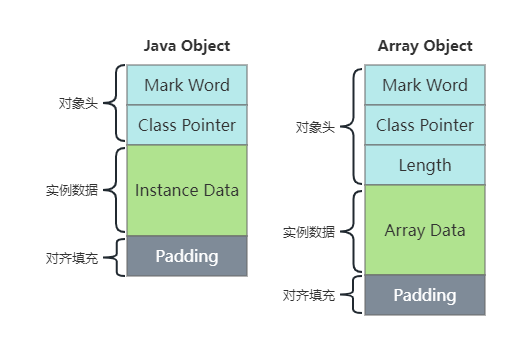 Java Object
对象头
Mark Word
Class Pointer
实例数据
Instance Data
对齐填充
Padding
Array Object
对象头
Mark Word
Class Pointer
Length
实例数据
Array Data
对齐填充
Padding